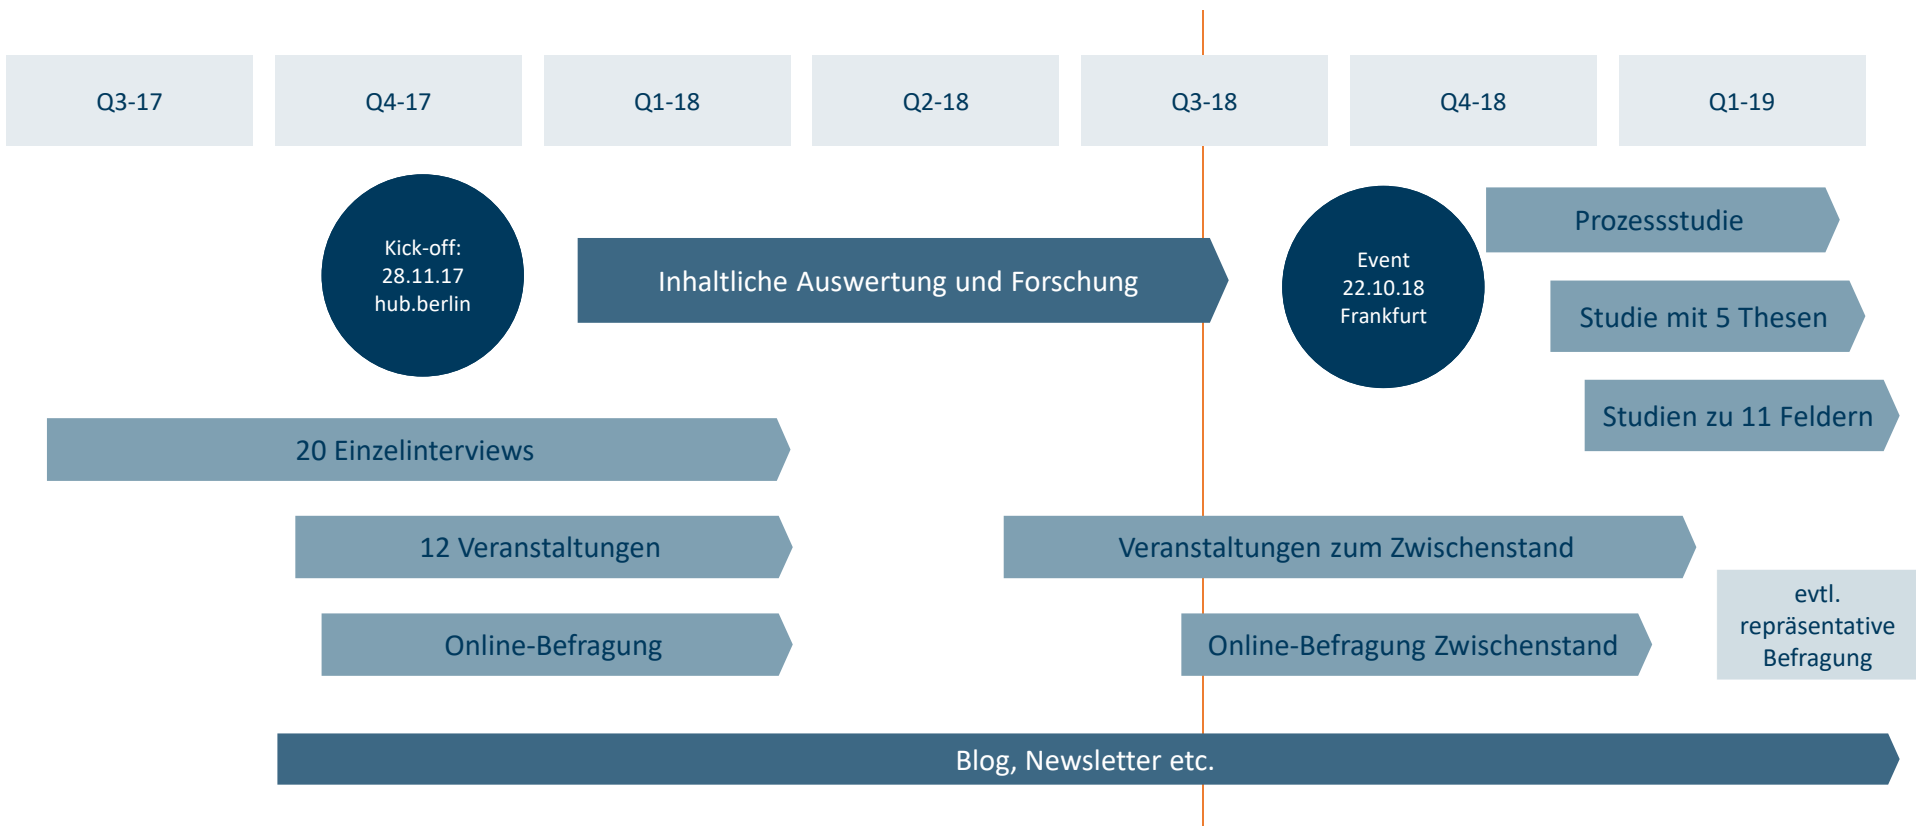 Q3-17
Q4-17
Q1-18
Q2-18
Q3-18
Q4-18
Q1-19
Kick-off:
28.11.17
hub.berlin
Inhaltliche Auswertung und Forschung
Event
22.10.18
Frankfurt
Prozessstudie
Studie mit 5 Thesen
Studien zu 11 Feldern
20 Einzelinterviews
12 Veranstaltungen
Veranstaltungen zum Zwischenstand
Online-Befragung
Online-Befragung Zwischenstand
evtl.
repräsentative
Befragung
Blog, Newsletter etc.